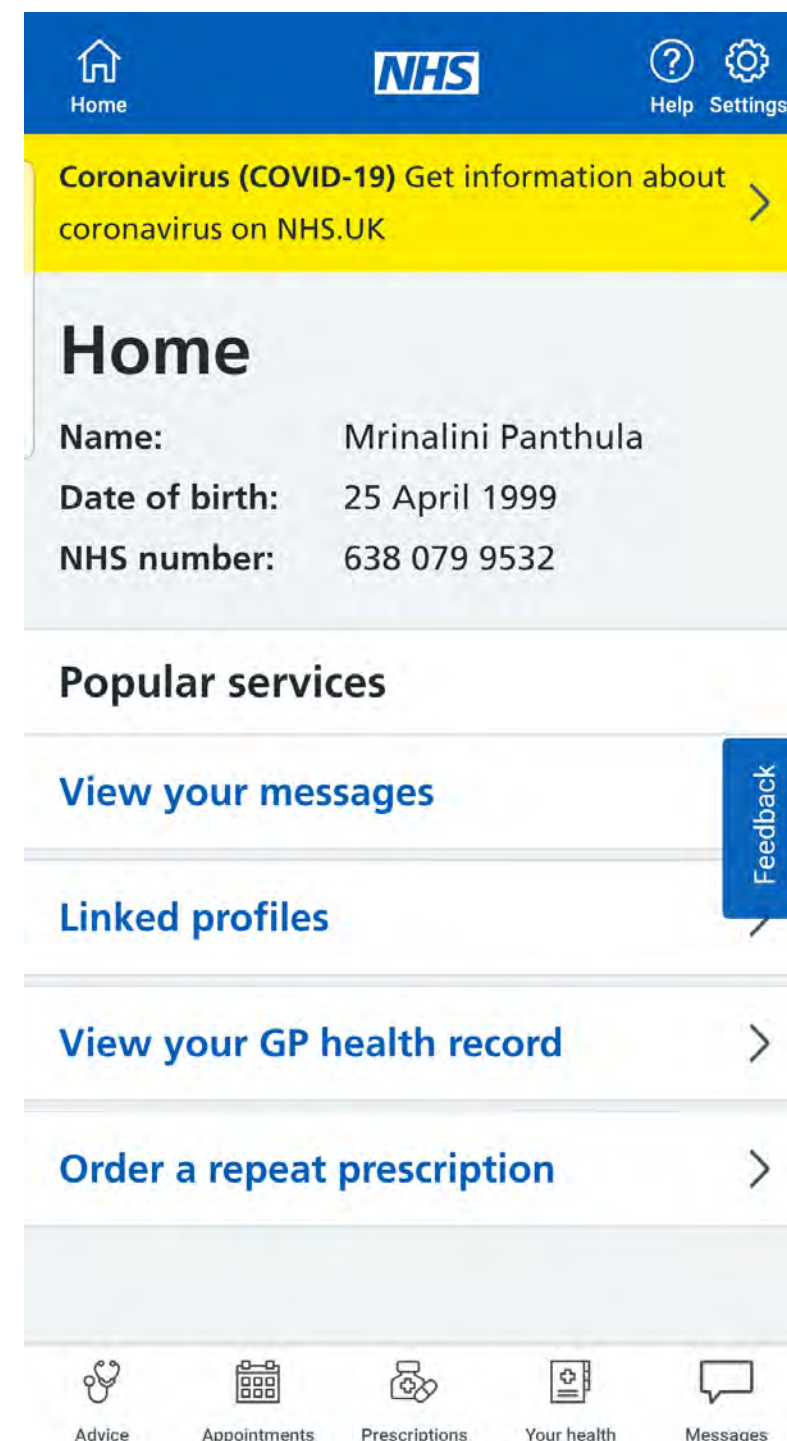 NHS
Home
Help
Settings
Coronavirus (COVID-19) Get information about
coronavirus on NHS.UK
Home
Name: Mrinalini Panthula
Date of birth: 25 April 1999
NHS number: 638 079 9532
Popular services
View your messages
Feedback
Linked profiles
View your GP health record
Order a repeat prescription
Advice
Appointments
Prescriptions
Your health
Messages